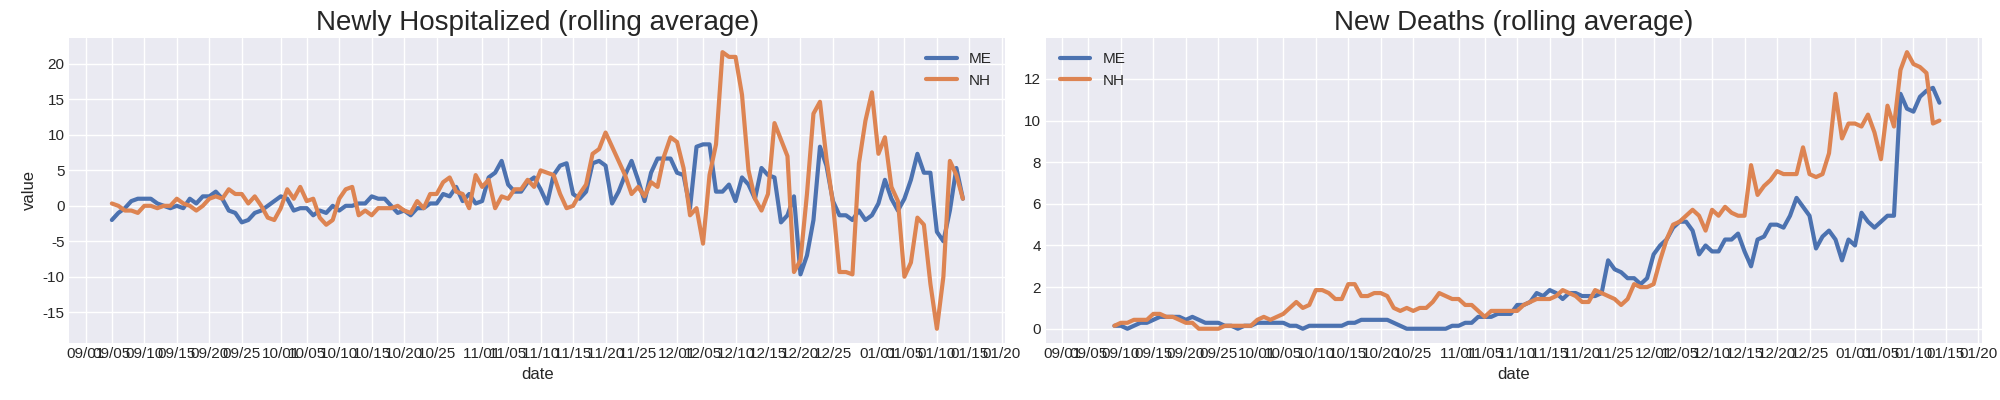 Newly Hospitalized (rolling average)
ME
NH
20
15
10
5
0
-5
-10
-15
value
09/01 09/05 09/10 09/15 09/20 09/25 10/01 10/05 10/10 10/15 10/20 10/25 11/01 11/05 11/10 11/15 11/20 11/25 12/01 12/05 12/10 12/15 12/20 12/25 01/01 01/05 01/10 01/15 01/20
date
New Deaths (rolling average)
ME
NH
12
10
8
6
4
2
0
09/01 09/05 09/10 09/15 09/20 09/25 10/01 10/05 10/10 10/15 10/20 10/25 11/01 11/05 11/10 11/15 11/20 11/25 12/01 12/05 12/10 12/15 12/20 12/25 01/01 01/05 01/10 01/15 01/20
date